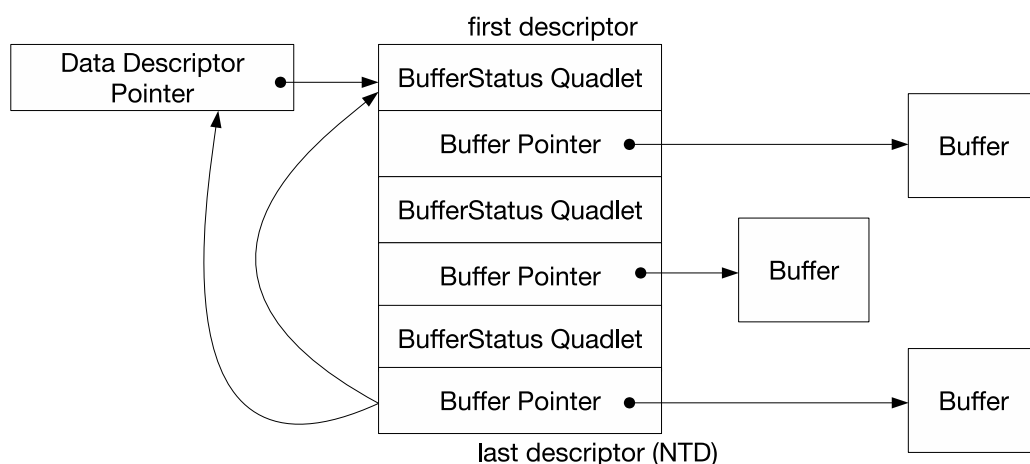 first descriptor
Data Descriptor
Pointer
BufferStatus Quadlet
Buffer Pointer
Buffer
BufferStatus Quadlet
Buffer Pointer
Buffer
BufferStatus Quadlet
Buffer Pointer
Buffer
last descriptor (NTD)